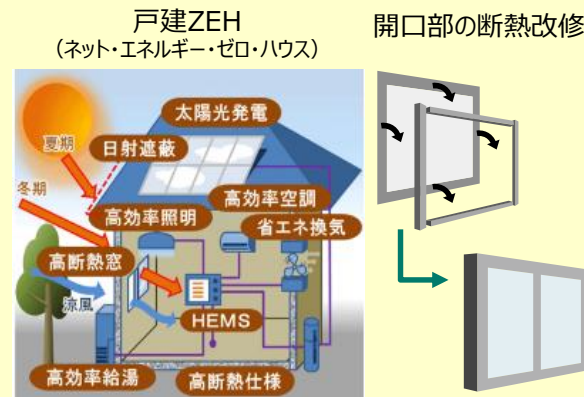 戸建ZEH
（ネット・エネルギー・ゼロ・ハウス）
開口部の断熱改修
太陽光発電
夏期
日射遮蔽
冬期
高効率空調
高効率照明
省エネ換気
高断熱窓
涼風
HEMS
高効率給湯
高断熱仕様